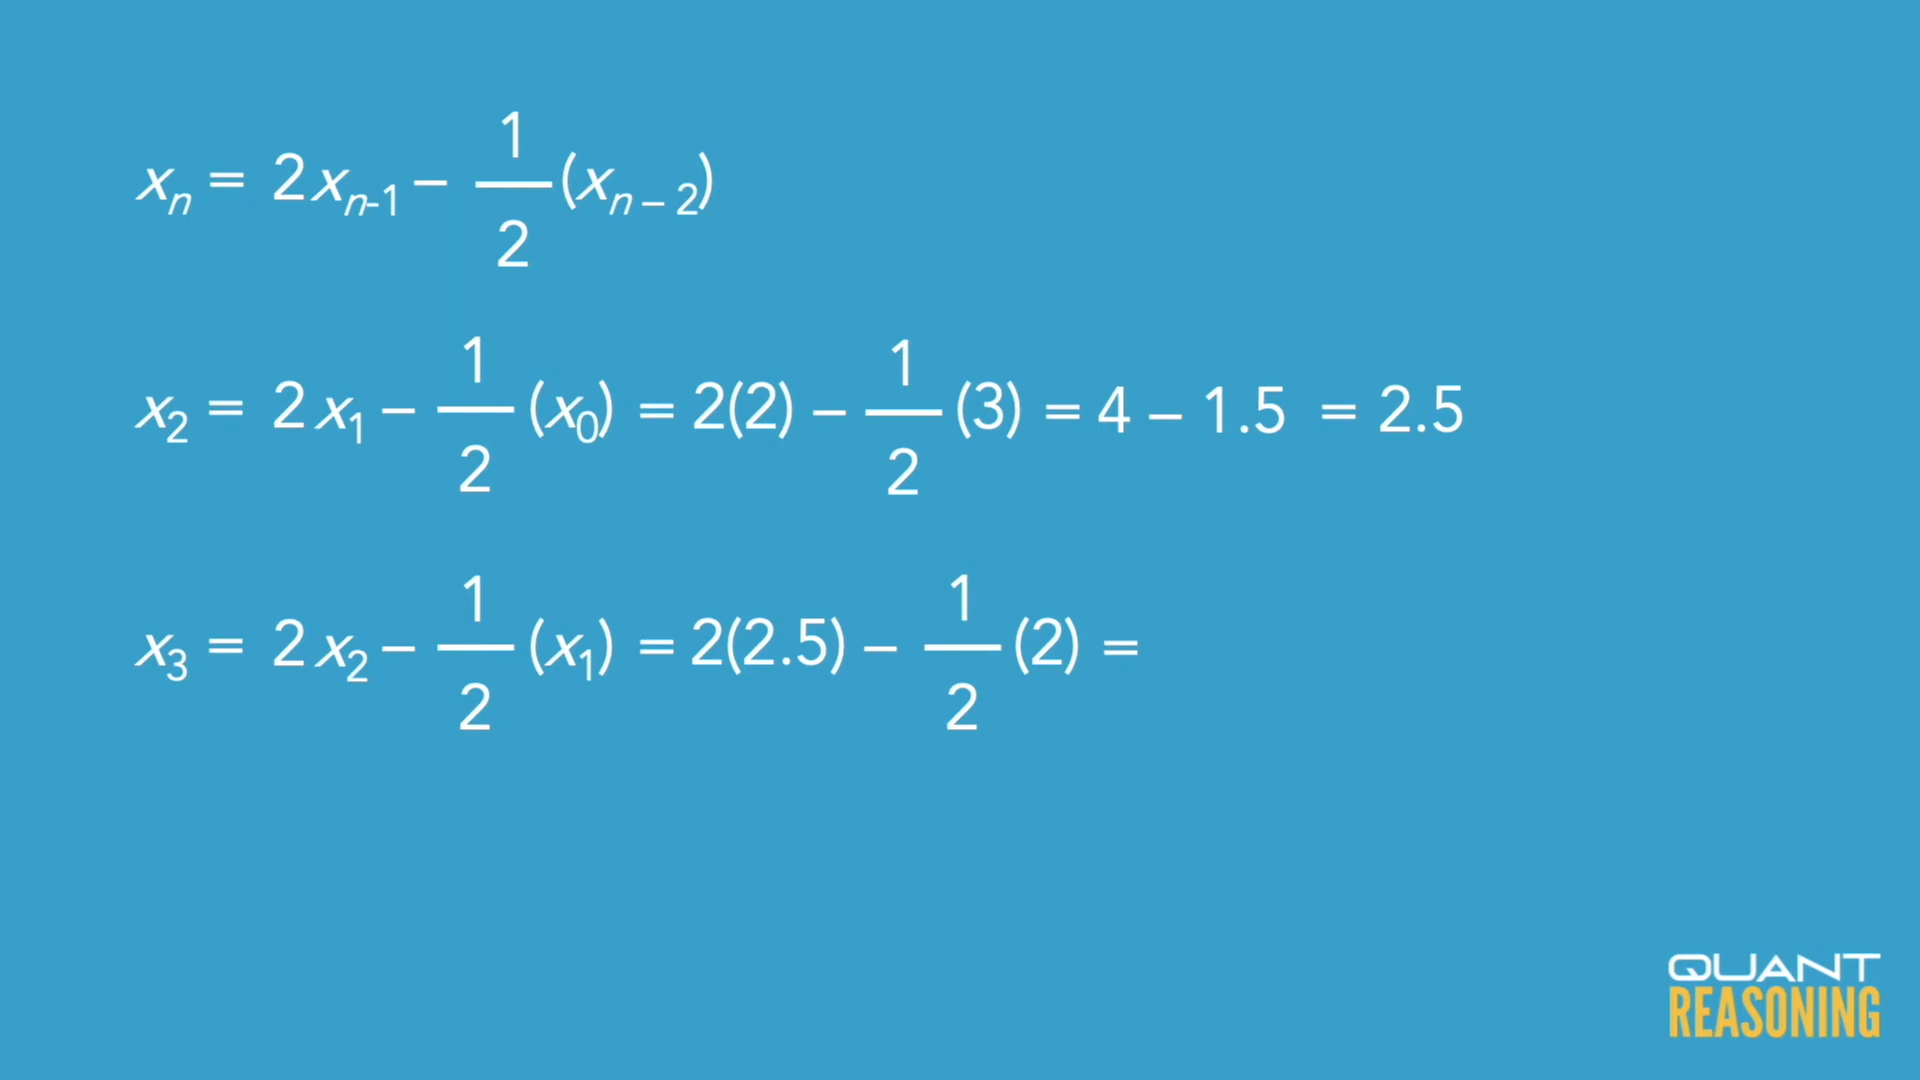 xₙ = 2xₙ₋₁ – 1/2 (xₙ ₋ ₂)
x₂ = 2x₁ – 1/2 (x₀) = 2(2) – 1/2 (3) = 4 – 1.5 = 2.5
x₃ = 2x₂ – 1/2 (x₁) = 2(2.5) – 1/2 (2) =
QUANT
REASONING